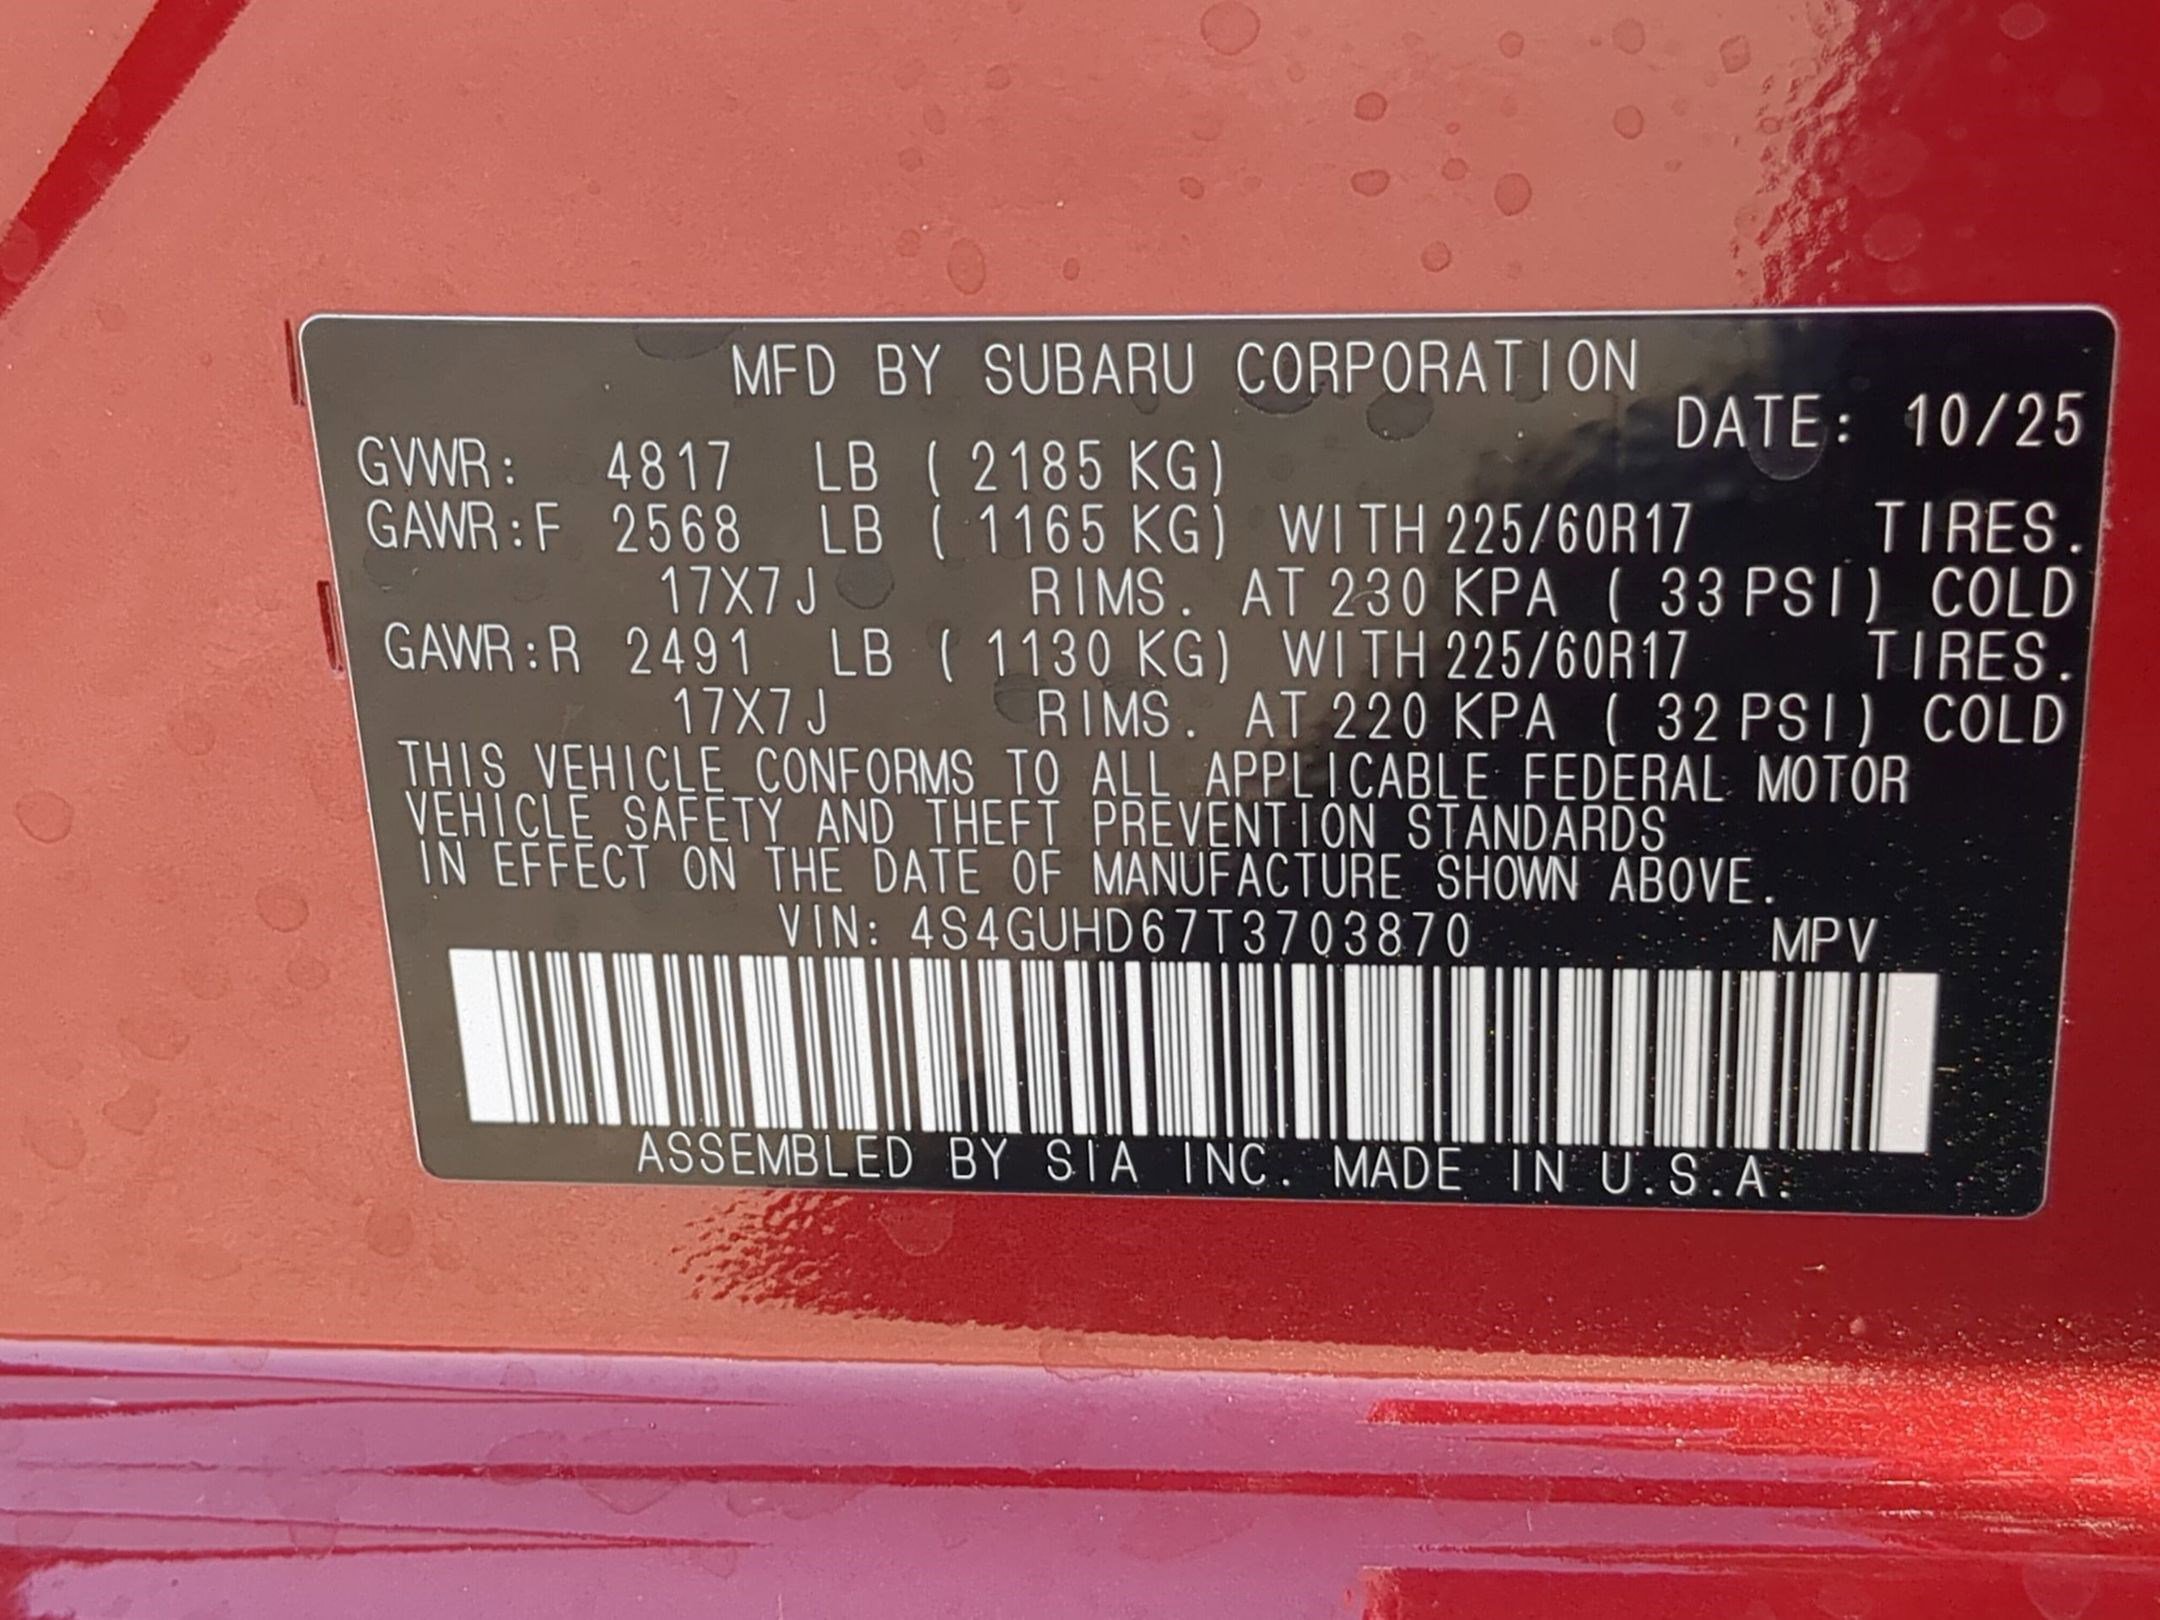 MFD BY SUBARU CORPORATION
DATE: 10/25
GVWR: 4817 LB ( 2185 KG)
GAWR:F 2568 LB ( 1165 KG) WITH 225/60R17 TIRES.
17X7J RIMS. AT 230 KPA ( 33 PSI) COLD
GAWR:R 2491 LB ( 1130 KG) WITH 225/60R17 TIRES.
17X7J RIMS. AT 220 KPA ( 32 PSI) COLD
THIS VEHICLE CONFORMS TO ALL APPLICABLE FEDERAL MOTOR
VEHICLE SAFETY AND THEFT PREVENTION STANDARDS
IN EFFECT ON THE DATE OF MANUFACTURE SHOWN ABOVE.
VIN: 4S4GUHD67T3703870 MPV
ASSEMBLED BY SIA INC. MADE IN U.S.A.